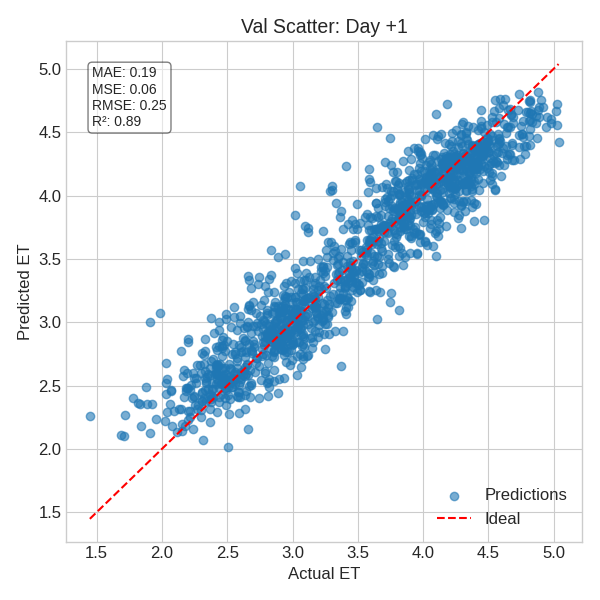 Val Scatter: Day +1
MAE: 0.19
MSE: 0.06
RMSE: 0.25
R²: 0.89
Predicted ET
5.0
4.5
4.0
3.5
3.0
2.5
2.0
1.5
Predictions
Ideal
1.5 2.0 2.5 3.0 3.5 4.0 4.5 5.0
Actual ET